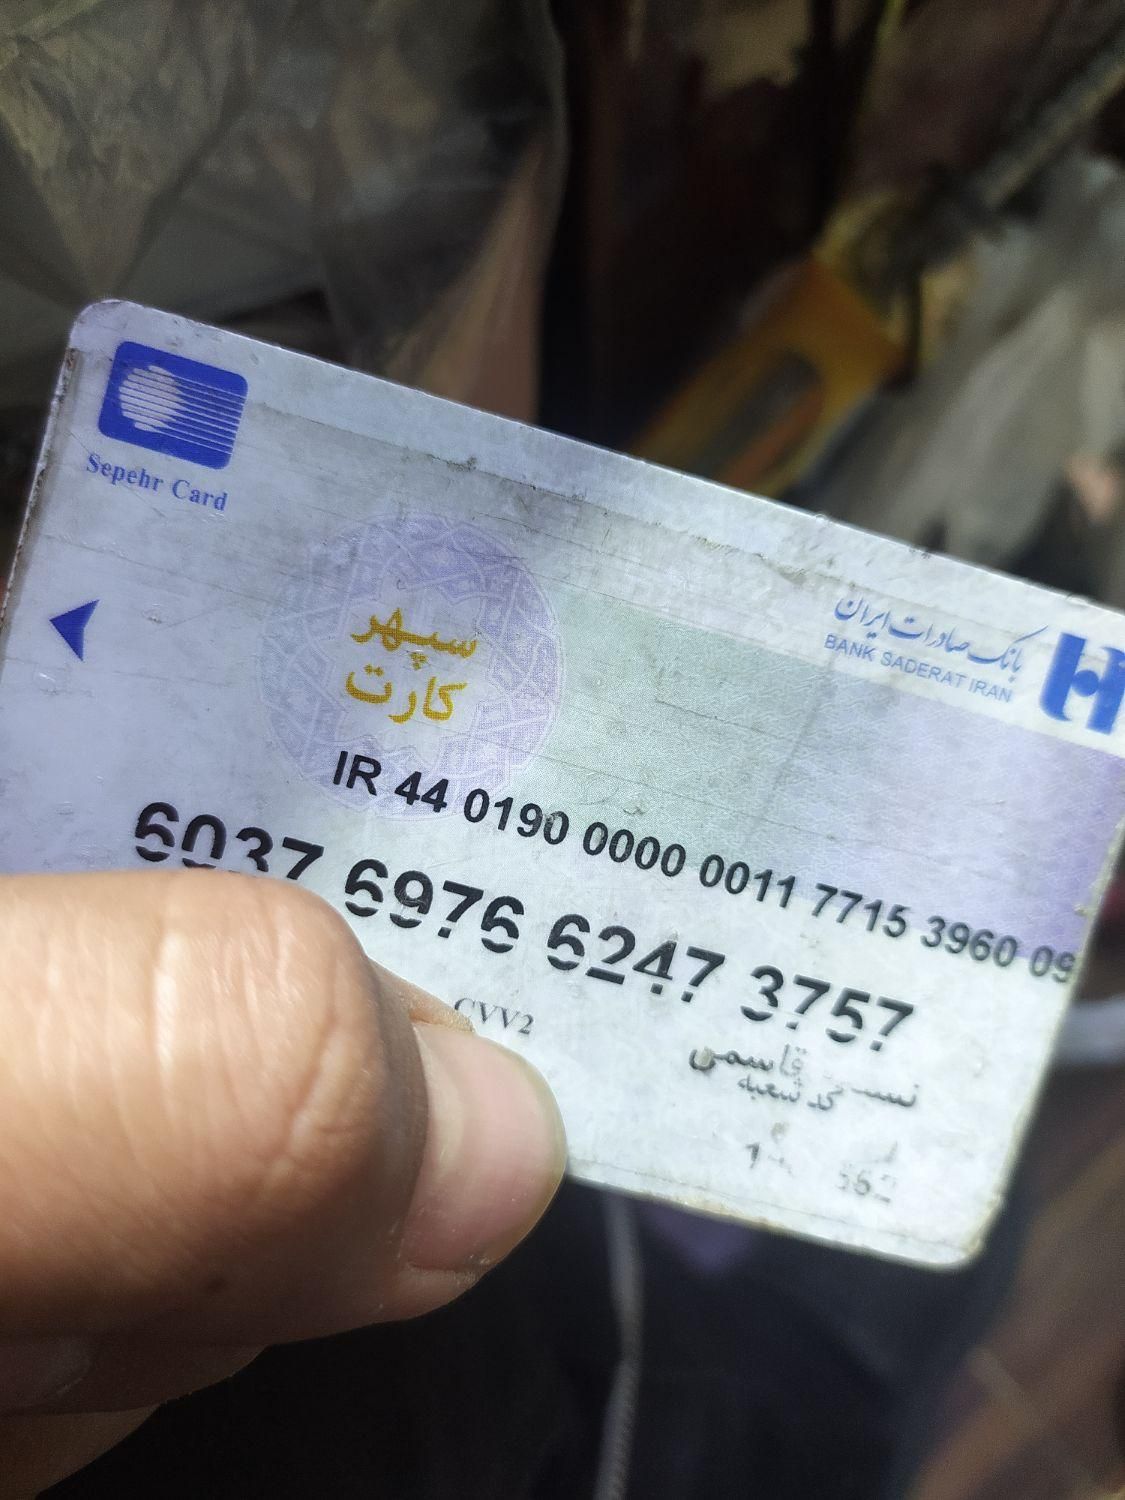 Sepehr Card
بانک صادرات ایران
BANK SADERAT IRAN
سپهر
کارت
IR 44 0190 0000 0011 7715 3960 09
6037 6976 6247 3757
CVV2
قاسمی
کد شعبه